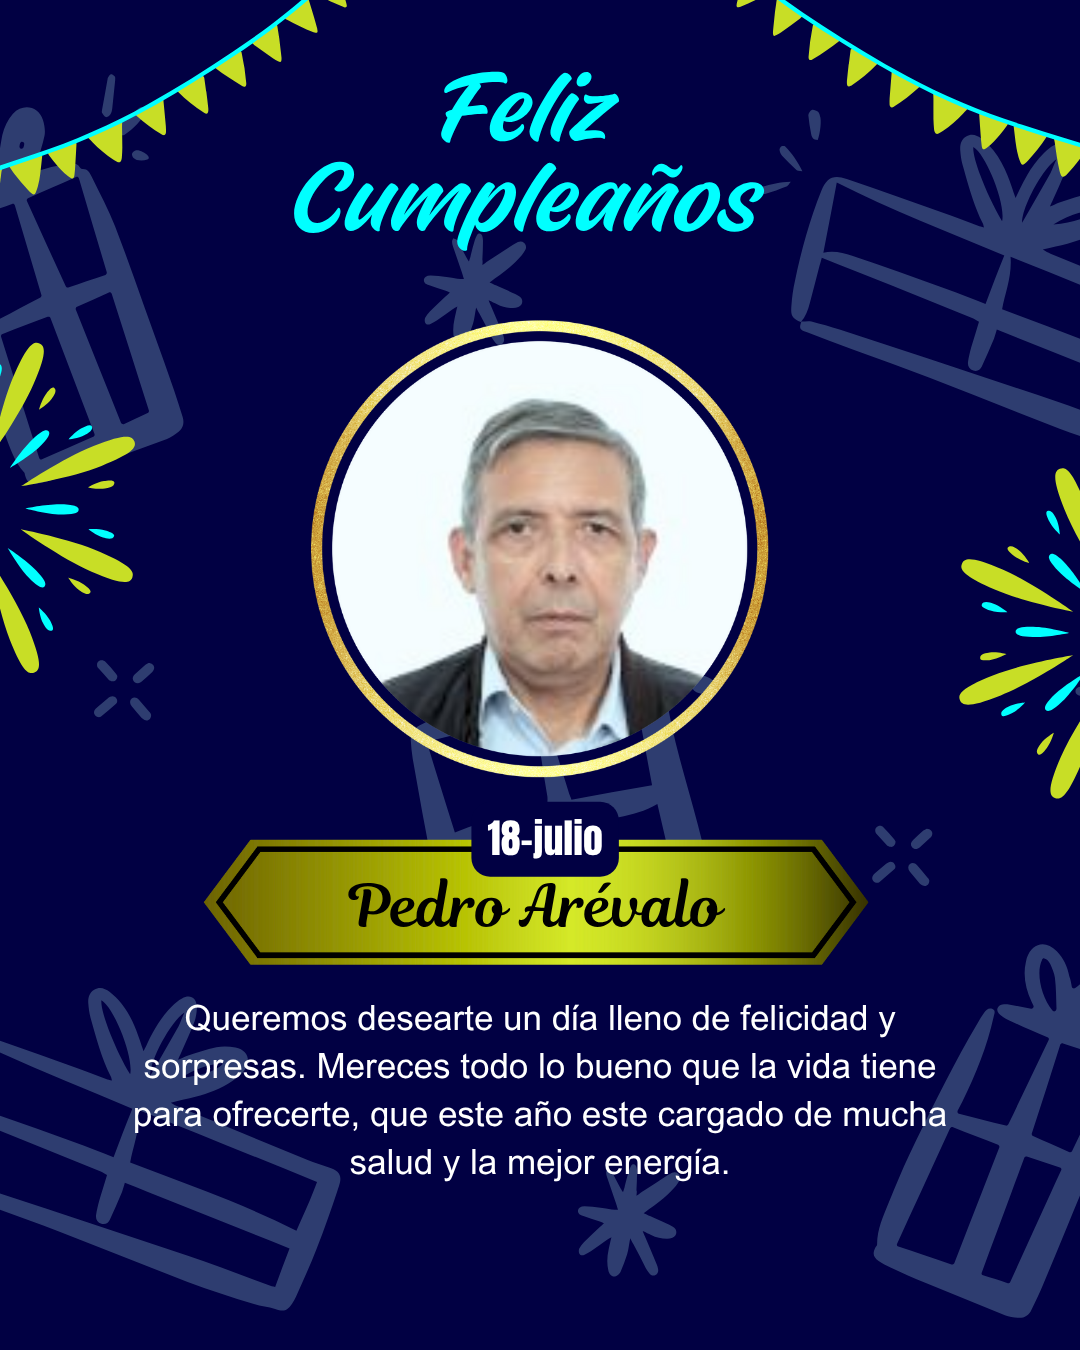 Feliz
Cumpleaños
18-julio
Pedro Arévalo
Queremos desearte un día lleno de felicidad y
sorpresas. Mereces todo lo bueno que la vida tiene
para ofrecerte, que este año este cargado de mucha
salud y la mejor energía.